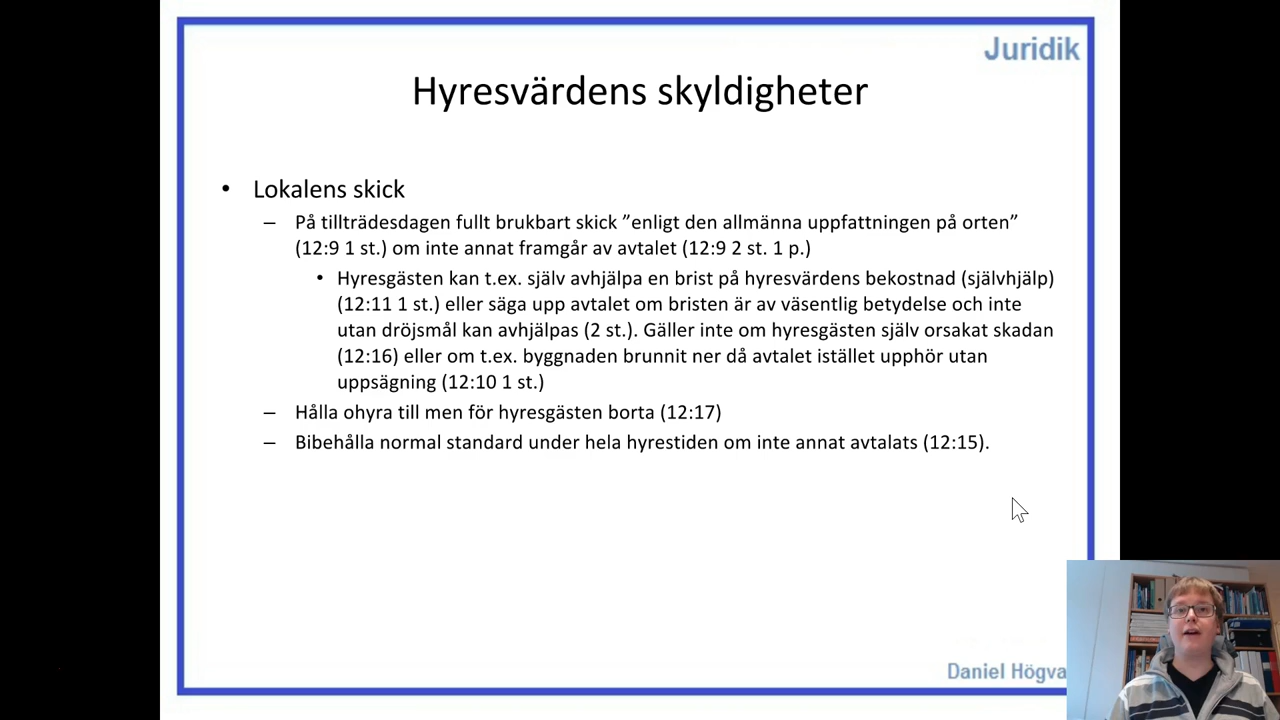 Juridik
Hyresvärdens skyldigheter
• Lokalens skick
– På tillträdesdagen fullt brukbart skick ”enligt den allmänna uppfattningen på orten”
(12:9 1 st.) om inte annat framgår av avtalet (12:9 2 st. 1 p.)
• Hyresgästen kan t.ex. själv avhjälpa en brist på hyresvärdens bekostnad (självhjälp)
(12:11 1 st.) eller säga upp avtalet om bristen är av väsentlig betydelse och inte
utan dröjsmål kan avhjälpas (2 st.). Gäller inte om hyresgästen själv orsakat skadan
(12:16) eller om t.ex. byggnaden brunnit ner då avtalet istället upphör utan
uppsägning (12:10 1 st.)
– Hålla ohyra till men för hyresgästen borta (12:17)
– Bibehålla normal standard under hela hyrestiden om inte annat avtalats (12:15).
Daniel Högva